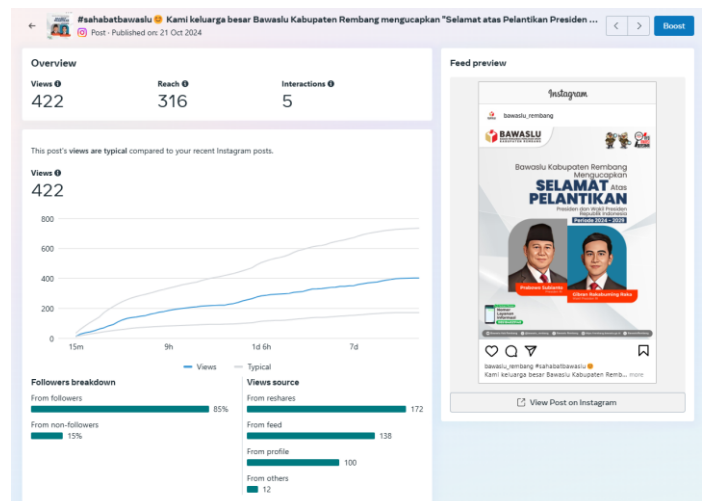 #sahabatbawaslu 😊 Kami keluarga besar Bawaslu Kabupaten Rembang mengucapkan "Selamat atas Pelantikan Presiden ...
Post · Published on: 21 Oct 2024
Boost
Overview
Views
Reach
Interactions
422
316
5
This post's views are typical compared to your recent Instagram posts.
Views
422
800
600
400
200
0
15m
9h
1d 6h
7d
Views
Typical
Followers breakdown
From followers
85%
From non-followers
15%
Views source
From reshares
172
From feed
138
From profile
100
From others
12
Feed preview
Instagram
bawaslu_rembang
BAWASLU
KABUPATEN REMBANG
Bawaslu Kabupaten Rembang
Mengucapkan
SELAMAT Atas
PELANTIKAN
Presiden dan Wakil Presiden
Republik Indonesia
Periode 2024 - 2029
Prabowo Subianto
Gibran Rakabuming Raka
Nomor
Layanan
Informasi
bawaslu_rembang #sahabatbawaslu 😊
Kami keluarga besar Bawaslu Kabupaten Remb... more
View Post on Instagram